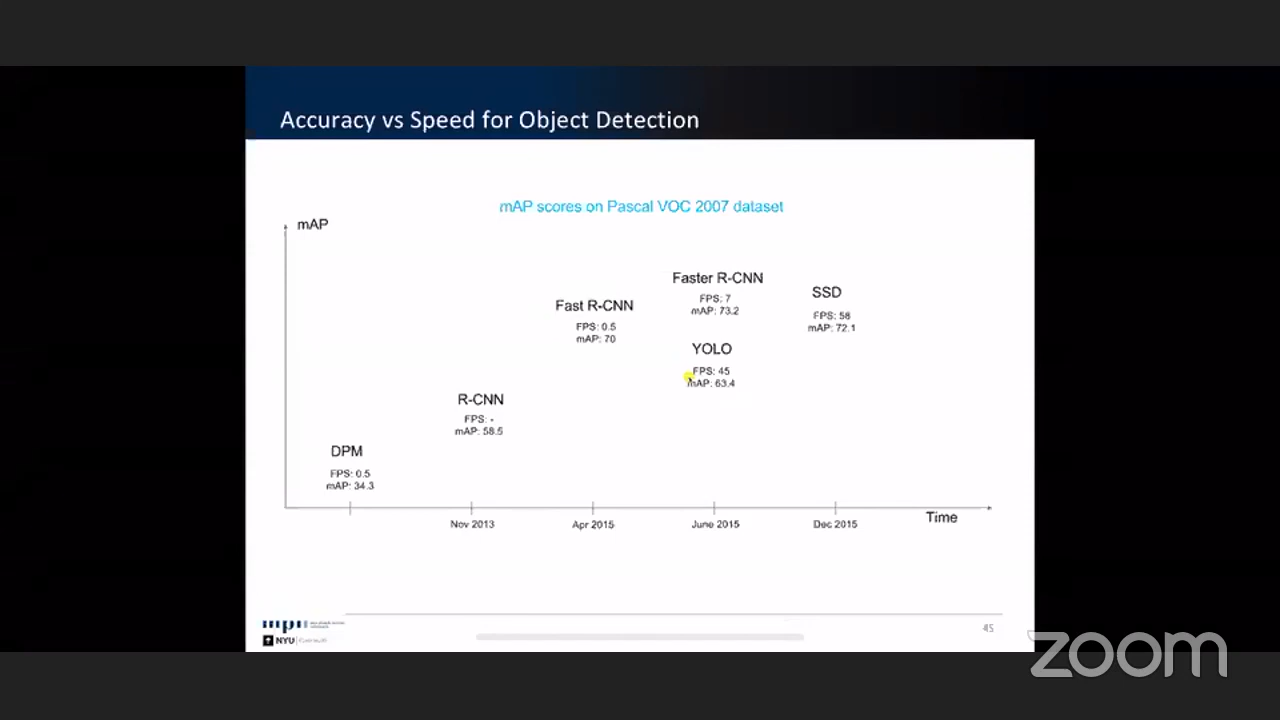 Accuracy vs Speed for Object Detection
mAP scores on Pascal VOC 2007 dataset
mAP
Faster R-CNN
FPS: 7
mAP: 73.2
SSD
FPS: 58
mAP: 72.1
Fast R-CNN
FPS: 0.5
mAP: 70
YOLO
FPS: 45
mAP: 63.4
R-CNN
FPS: -
mAP: 58.5
DPM
FPS: 0.5
mAP: 34.3
Nov 2013
Apr 2015
June 2015
Dec 2015
Time
NYU
45
zoom